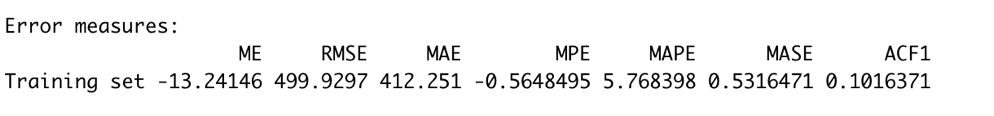 Error measures:
ME RMSE MAE MPE MAPE MASE ACF1
Training set -13.24146 499.9297 412.251 -0.5648495 5.768398 0.5316471 0.1016371